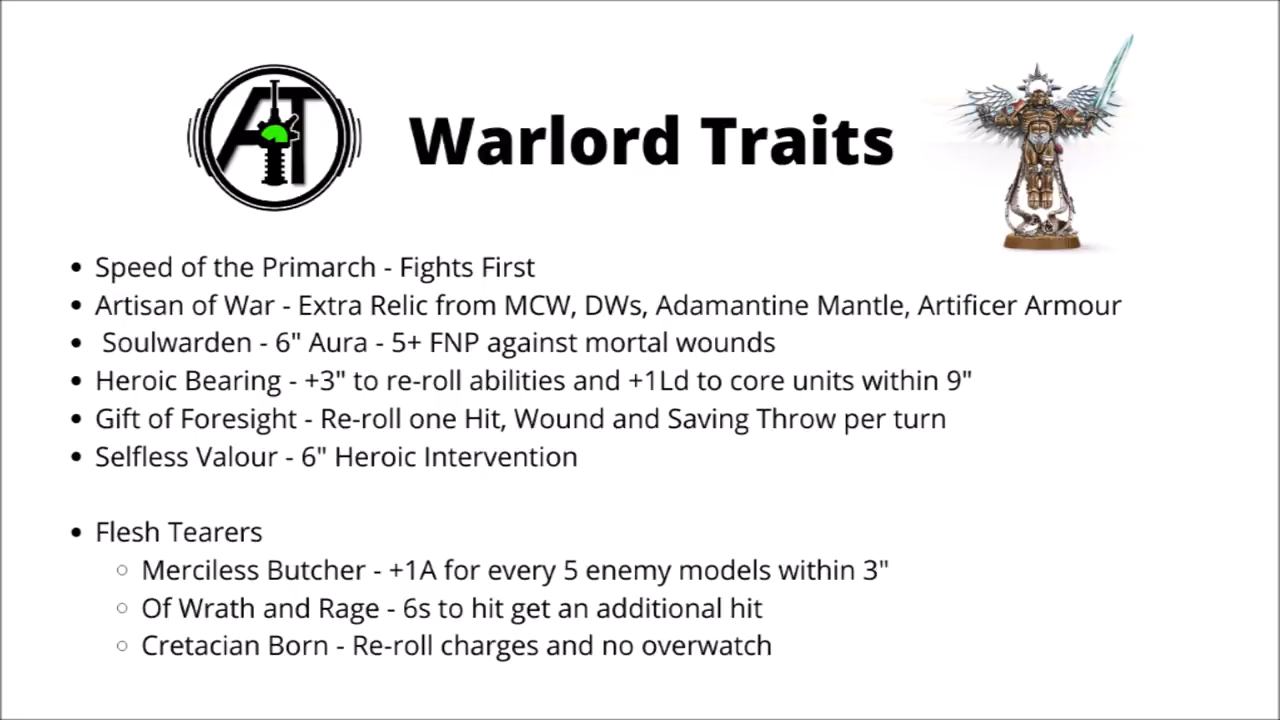 AT
Warlord Traits
• Speed of the Primarch - Fights First
• Artisan of War - Extra Relic from MCW, DWs, Adamantine Mantle, Artificer Armour
• Soulwarden - 6" Aura - 5+ FNP against mortal wounds
• Heroic Bearing - +3" to re-roll abilities and +1Ld to core units within 9"
• Gift of Foresight - Re-roll one Hit, Wound and Saving Throw per turn
• Selfless Valour - 6" Heroic Intervention
• Flesh Tearers
○ Merciless Butcher - +1A for every 5 enemy models within 3"
○ Of Wrath and Rage - 6s to hit get an additional hit
○ Cretacian Born - Re-roll charges and no overwatch